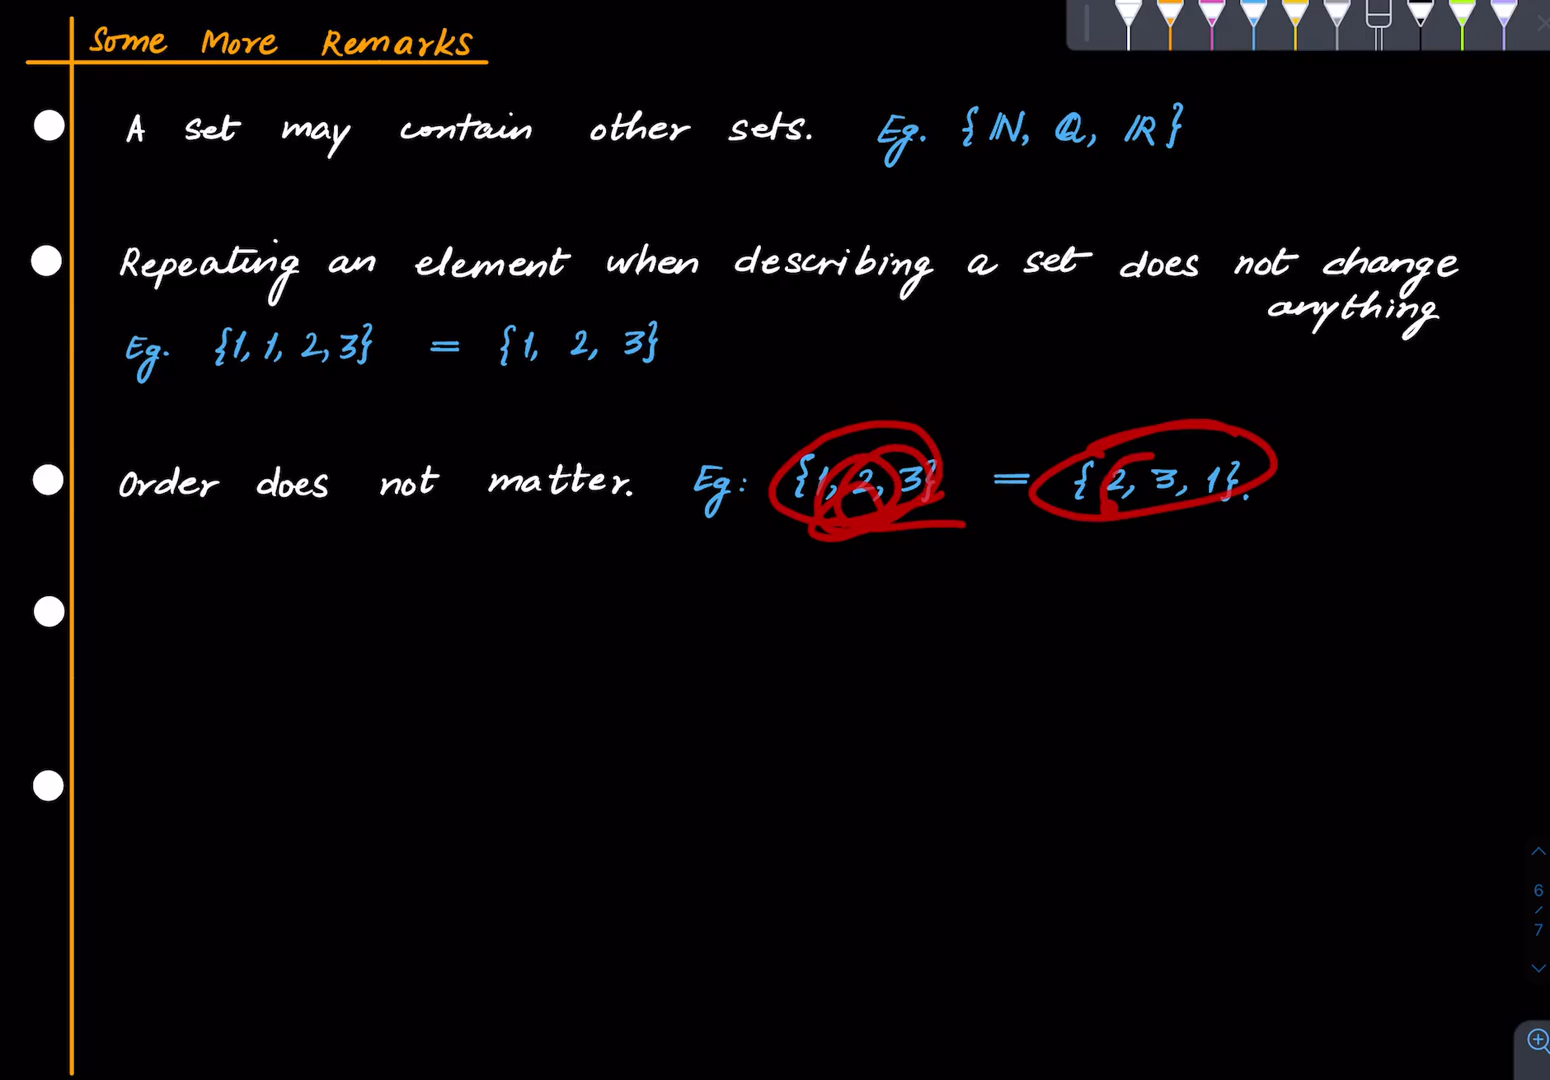 Some More Remarks
A set may contain other sets. Eg. {ℕ, ℚ, ℝ}
Repeating an element when describing a set does not change
anything
Eg. {1, 1, 2, 3} = {1, 2, 3}
Order does not matter. Eg: {1, 2, 3} = {2, 3, 1}.
6
/
7